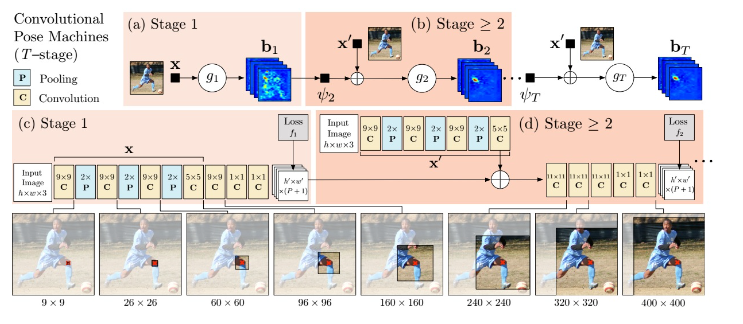 Convolutional
Pose Machines
(T–stage)
P Pooling
C Convolution
(a) Stage 1
x
g₁
b₁
(b) Stage ≥ 2
x′
ψ₂
g₂
b₂
...
x′
ψ_T
g_T
b_T
(c) Stage 1
Loss
f₁
x
Input
Image
h×w×3
9×9
C
2×
P
9×9
C
2×
P
9×9
C
2×
P
5×5
C
9×9
C
1×1
C
1×1
C
h′×w′
×(P+1)
Input
Image
h×w×3
9×9
C
2×
P
9×9
C
2×
P
9×9
C
2×
P
5×5
C
x′
(d) Stage ≥ 2
Loss
f₂
11×11
C
11×11
C
11×11
C
1×1
C
1×1
C
h′×w′
×(P+1)
...
9 × 9
26 × 26
60 × 60
96 × 96
160 × 160
240 × 240
320 × 320
400 × 400